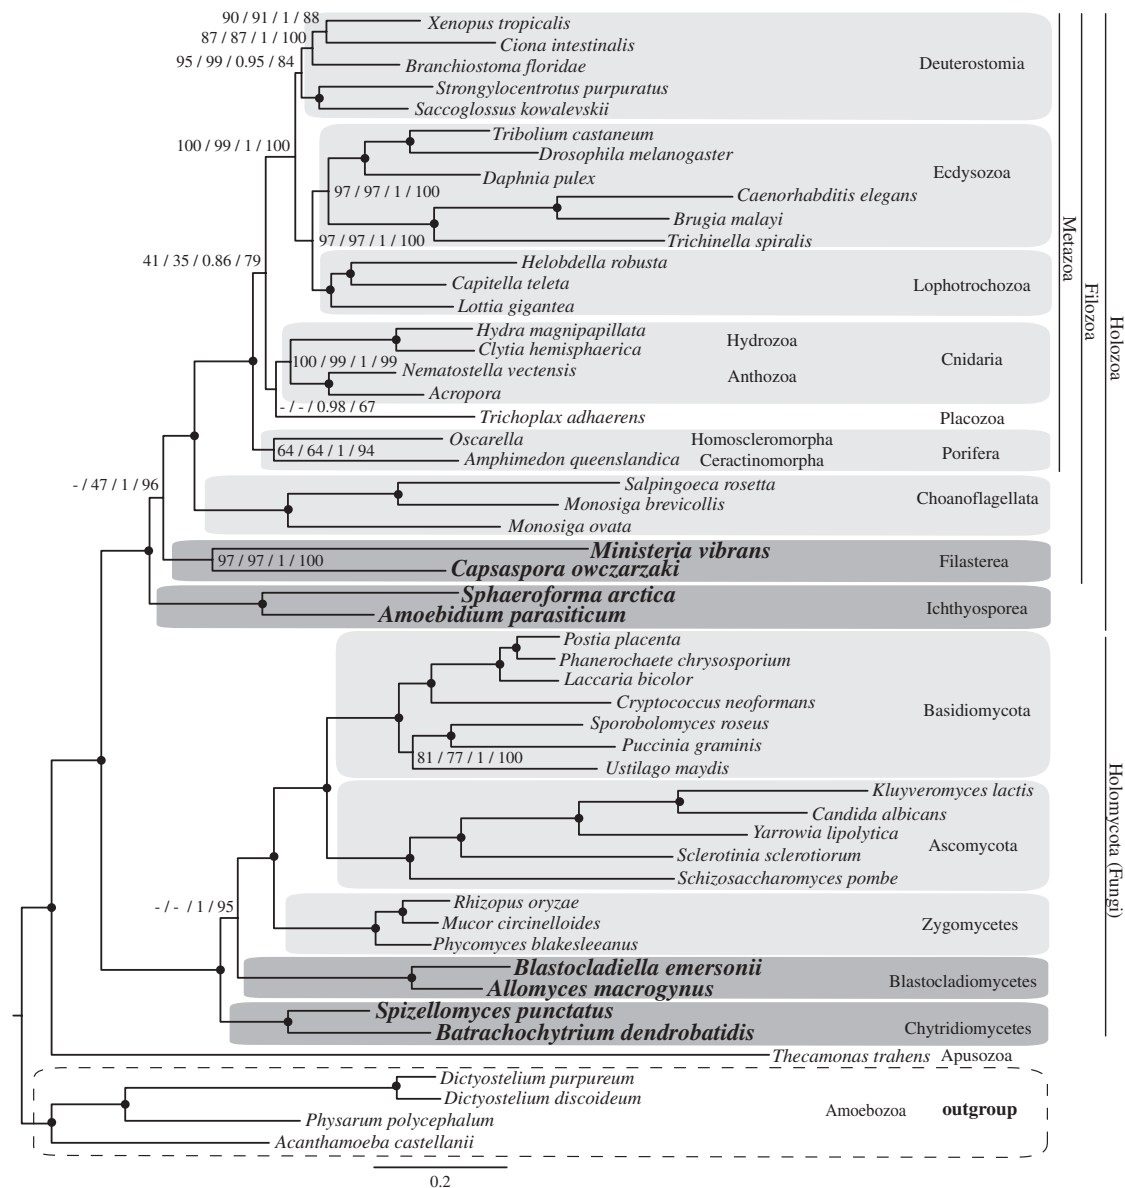 90 / 91 / 1 / 88
Xenopus tropicalis
87 / 87 / 1 / 100
Ciona intestinalis
95 / 99 / 0.95 / 84
Branchiostoma floridae
Deuterostomia
Strongylocentrotus purpuratus
Saccoglossus kowalevskii
100 / 99 / 1 / 100
Tribolium castaneum
Drosophila melanogaster
Daphnia pulex
Ecdysozoa
97 / 97 / 1 / 100
Caenorhabditis elegans
Brugia malayi
97 / 97 / 1 / 100
Trichinella spiralis
41 / 35 / 0.86 / 79
Helobdella robusta
Capitella teleta
Lophotrochozoa
Lottia gigantea
Hydra magnipapillata
Hydrozoa
Clytia hemisphaerica
100 / 99 / 1 / 99
Cnidaria
Nematostella vectensis
Anthozoa
Acropora
- / - / 0.98 / 67
Trichoplax adhaerens
Placozoa
Oscarella
Homoscleromorpha
64 / 64 / 1 / 94
Porifera
Amphimedon queenslandica
Ceractinomorpha
Metazoa
Filozoa
Holozoa
- / 47 / 1 / 96
Salpingoeca rosetta
Monosiga brevicollis
Choanoflagellata
Monosiga ovata
Ministeria vibrans
97 / 97 / 1 / 100
Filasterea
Capsaspora owczarzaki
Sphaeroforma arctica
Ichthyosporea
Amoebidium parasiticum
Postia placenta
Phanerochaete chrysosporium
Laccaria bicolor
Cryptococcus neoformans
Basidiomycota
Sporobolomyces roseus
Puccinia graminis
81 / 77 / 1 / 100
Ustilago maydis
Kluyveromyces lactis
Candida albicans
Yarrowia lipolytica
Ascomycota
Sclerotinia sclerotiorum
Schizosaccharomyces pombe
Holomycota (Fungi)
- / - / 1 / 95
Rhizopus oryzae
Mucor circinelloides
Zygomycetes
Phycomyces blakesleeanus
Blastocladiella emersonii
Blastocladiomycetes
Allomyces macrogynus
Spizellomyces punctatus
Chytridiomycetes
Batrachochytrium dendrobatidis
Thecamonas trahens
Apusozoa
Dictyostelium purpureum
Dictyostelium discoideum
Amoebozoa
outgroup
Physarum polycephalum
Acanthamoeba castellanii
0.2